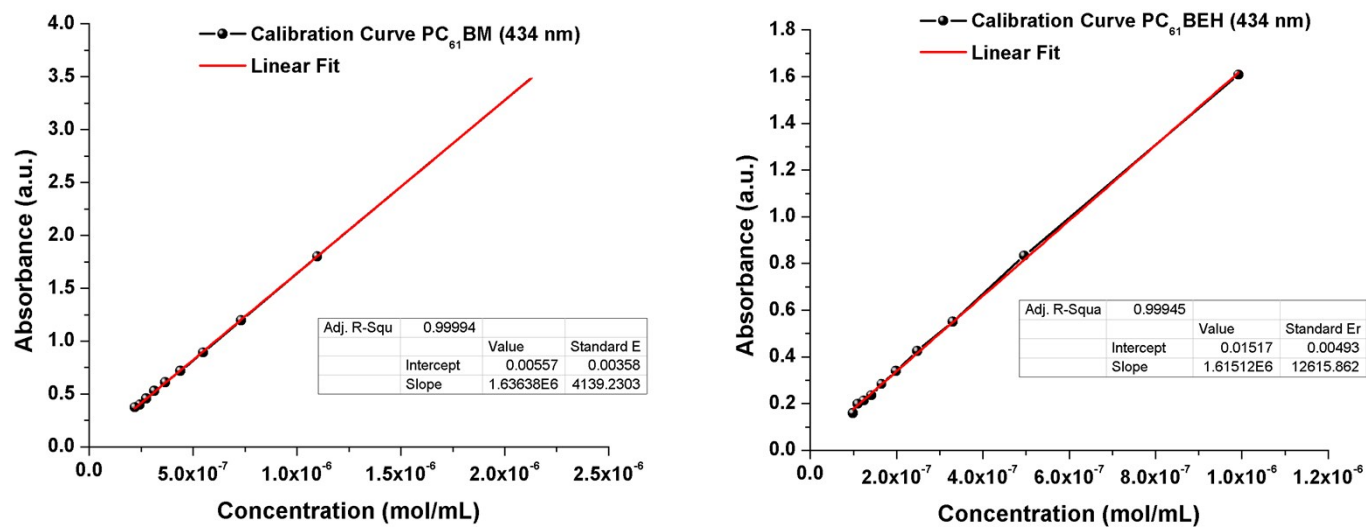 Calibration Curve PC₆₁BM (434 nm)
Linear Fit
Absorbance (a.u.)
4.0
3.5
3.0
2.5
2.0
1.5
1.0
0.5
0.0
Adj. R-Squ 0.99994
Value Standard E
Intercept 0.00557 0.00358
Slope 1.63638E6 4139.2303
0.0 5.0x10⁻⁷ 1.0x10⁻⁶ 1.5x10⁻⁶ 2.0x10⁻⁶ 2.5x10⁻⁶
Concentration (mol/mL)
Calibration Curve PC₆₁BEH (434 nm)
Linear Fit
Absorbance (a.u.)
1.8
1.6
1.4
1.2
1.0
0.8
0.6
0.4
0.2
0.0
Adj. R-Squa 0.99945
Value Standard Er
Intercept 0.01517 0.00493
Slope 1.61512E6 12615.862
0.0 2.0x10⁻⁷ 4.0x10⁻⁷ 6.0x10⁻⁷ 8.0x10⁻⁷ 1.0x10⁻⁶ 1.2x10⁻⁶
Concentration (mol/mL)